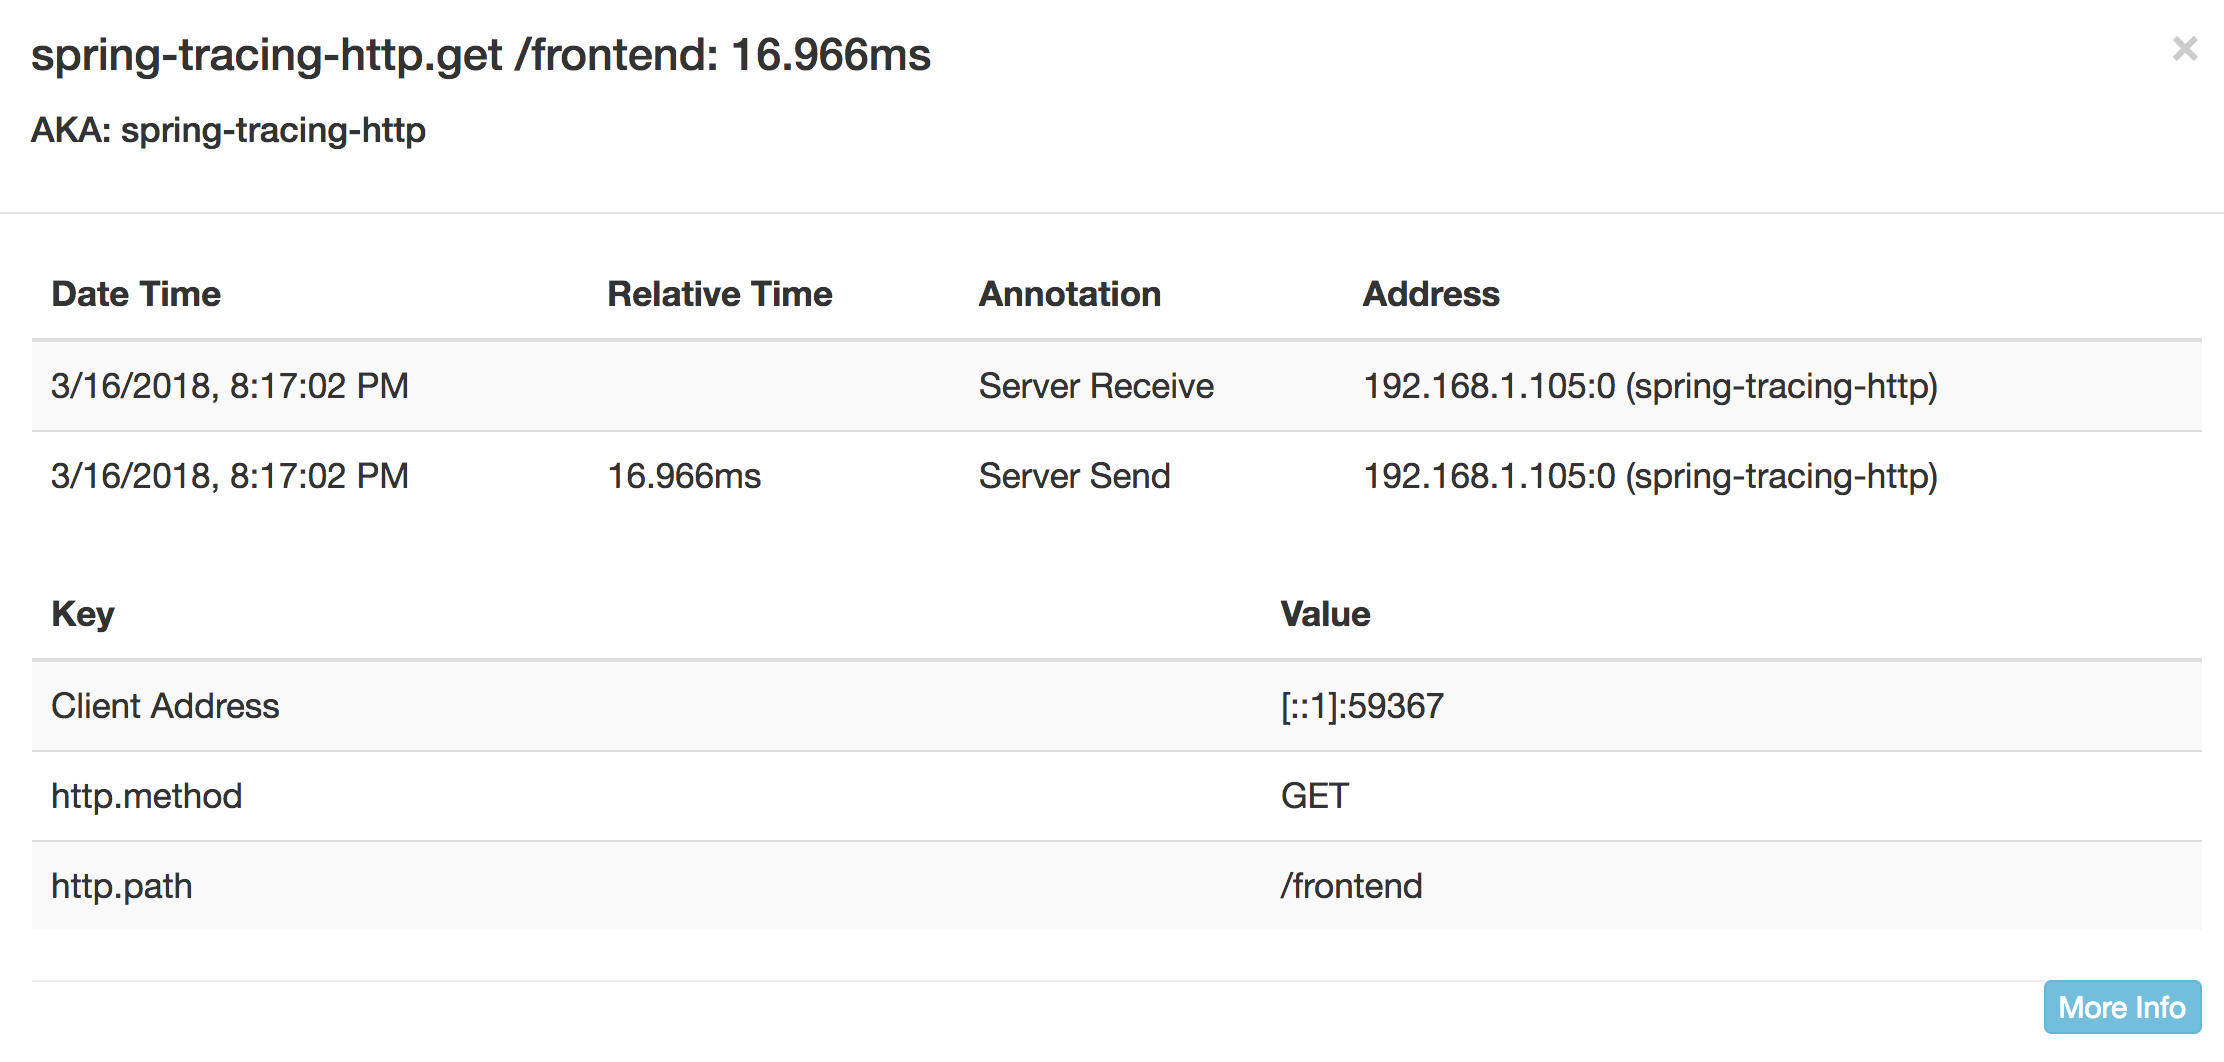 spring-tracing-http.get /frontend: 16.966ms ×
AKA: spring-tracing-http
Date Time Relative Time Annotation Address
3/16/2018, 8:17:02 PM Server Receive 192.168.1.105:0 (spring-tracing-http)
3/16/2018, 8:17:02 PM 16.966ms Server Send 192.168.1.105:0 (spring-tracing-http)
Key Value
Client Address [::1]:59367
http.method GET
http.path /frontend
More Info